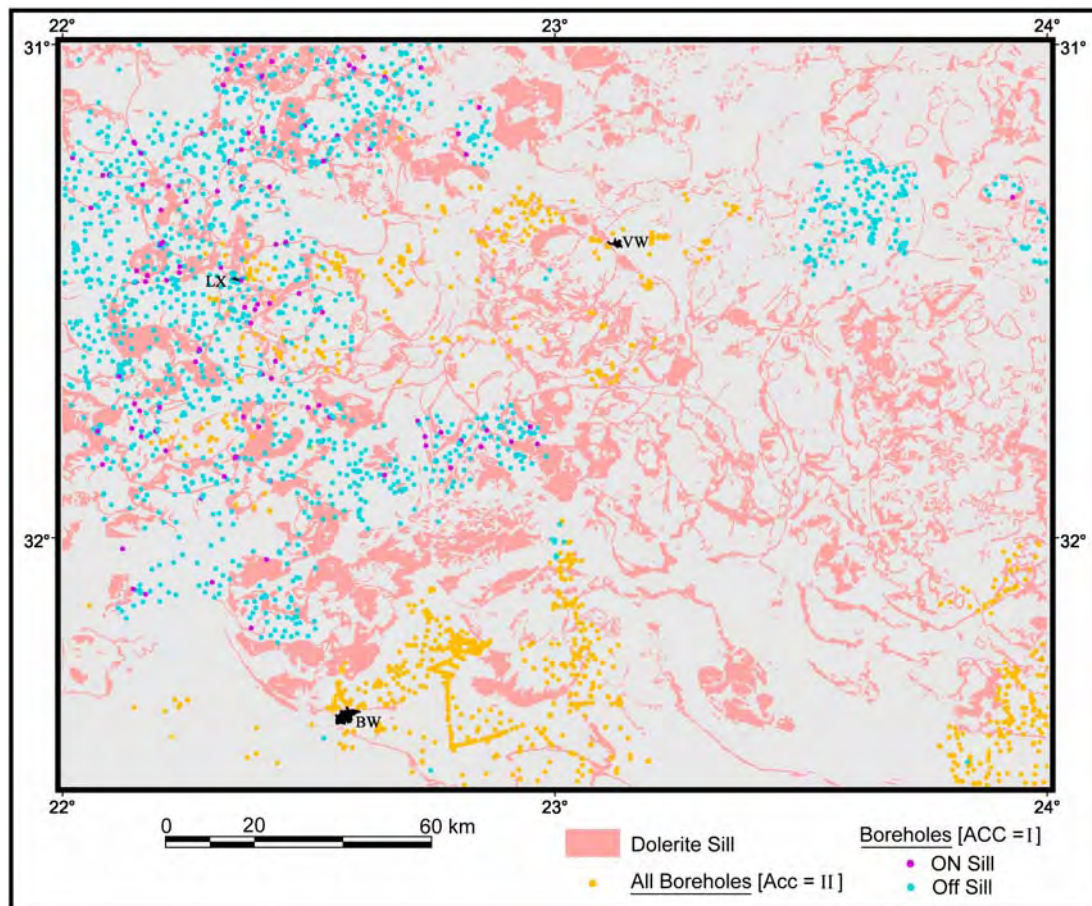 22° 23° 24°
31° 31°
VW
LX
32° 32°
BW
22° 23° 24°
0 20 60 km
Dolerite Sill
All Boreholes [Acc = II]
Boreholes [ACC = I]
ON Sill
Off Sill